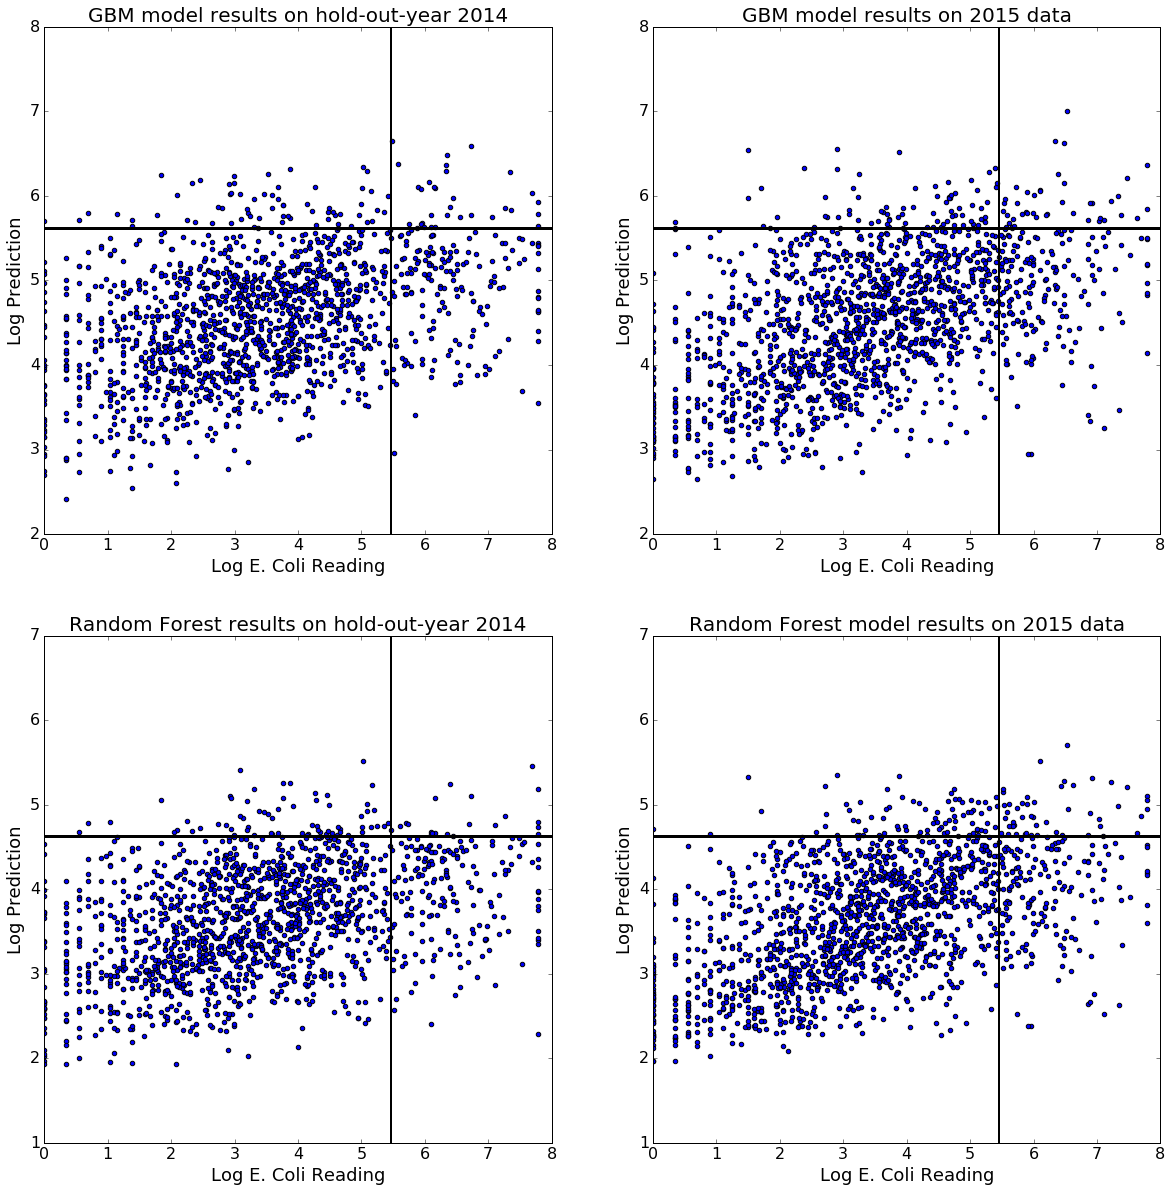 GBM model results on hold-out-year 2014
8
7
6
5
4
3
2
Log Prediction
0 1 2 3 4 5 6 7 8
Log E. Coli Reading
GBM model results on 2015 data
8
7
6
5
4
3
2
Log Prediction
0 1 2 3 4 5 6 7 8
Log E. Coli Reading
Random Forest results on hold-out-year 2014
7
6
5
4
3
2
1
Log Prediction
0 1 2 3 4 5 6 7 8
Log E. Coli Reading
Random Forest model results on 2015 data
7
6
5
4
3
2
1
Log Prediction
0 1 2 3 4 5 6 7 8
Log E. Coli Reading